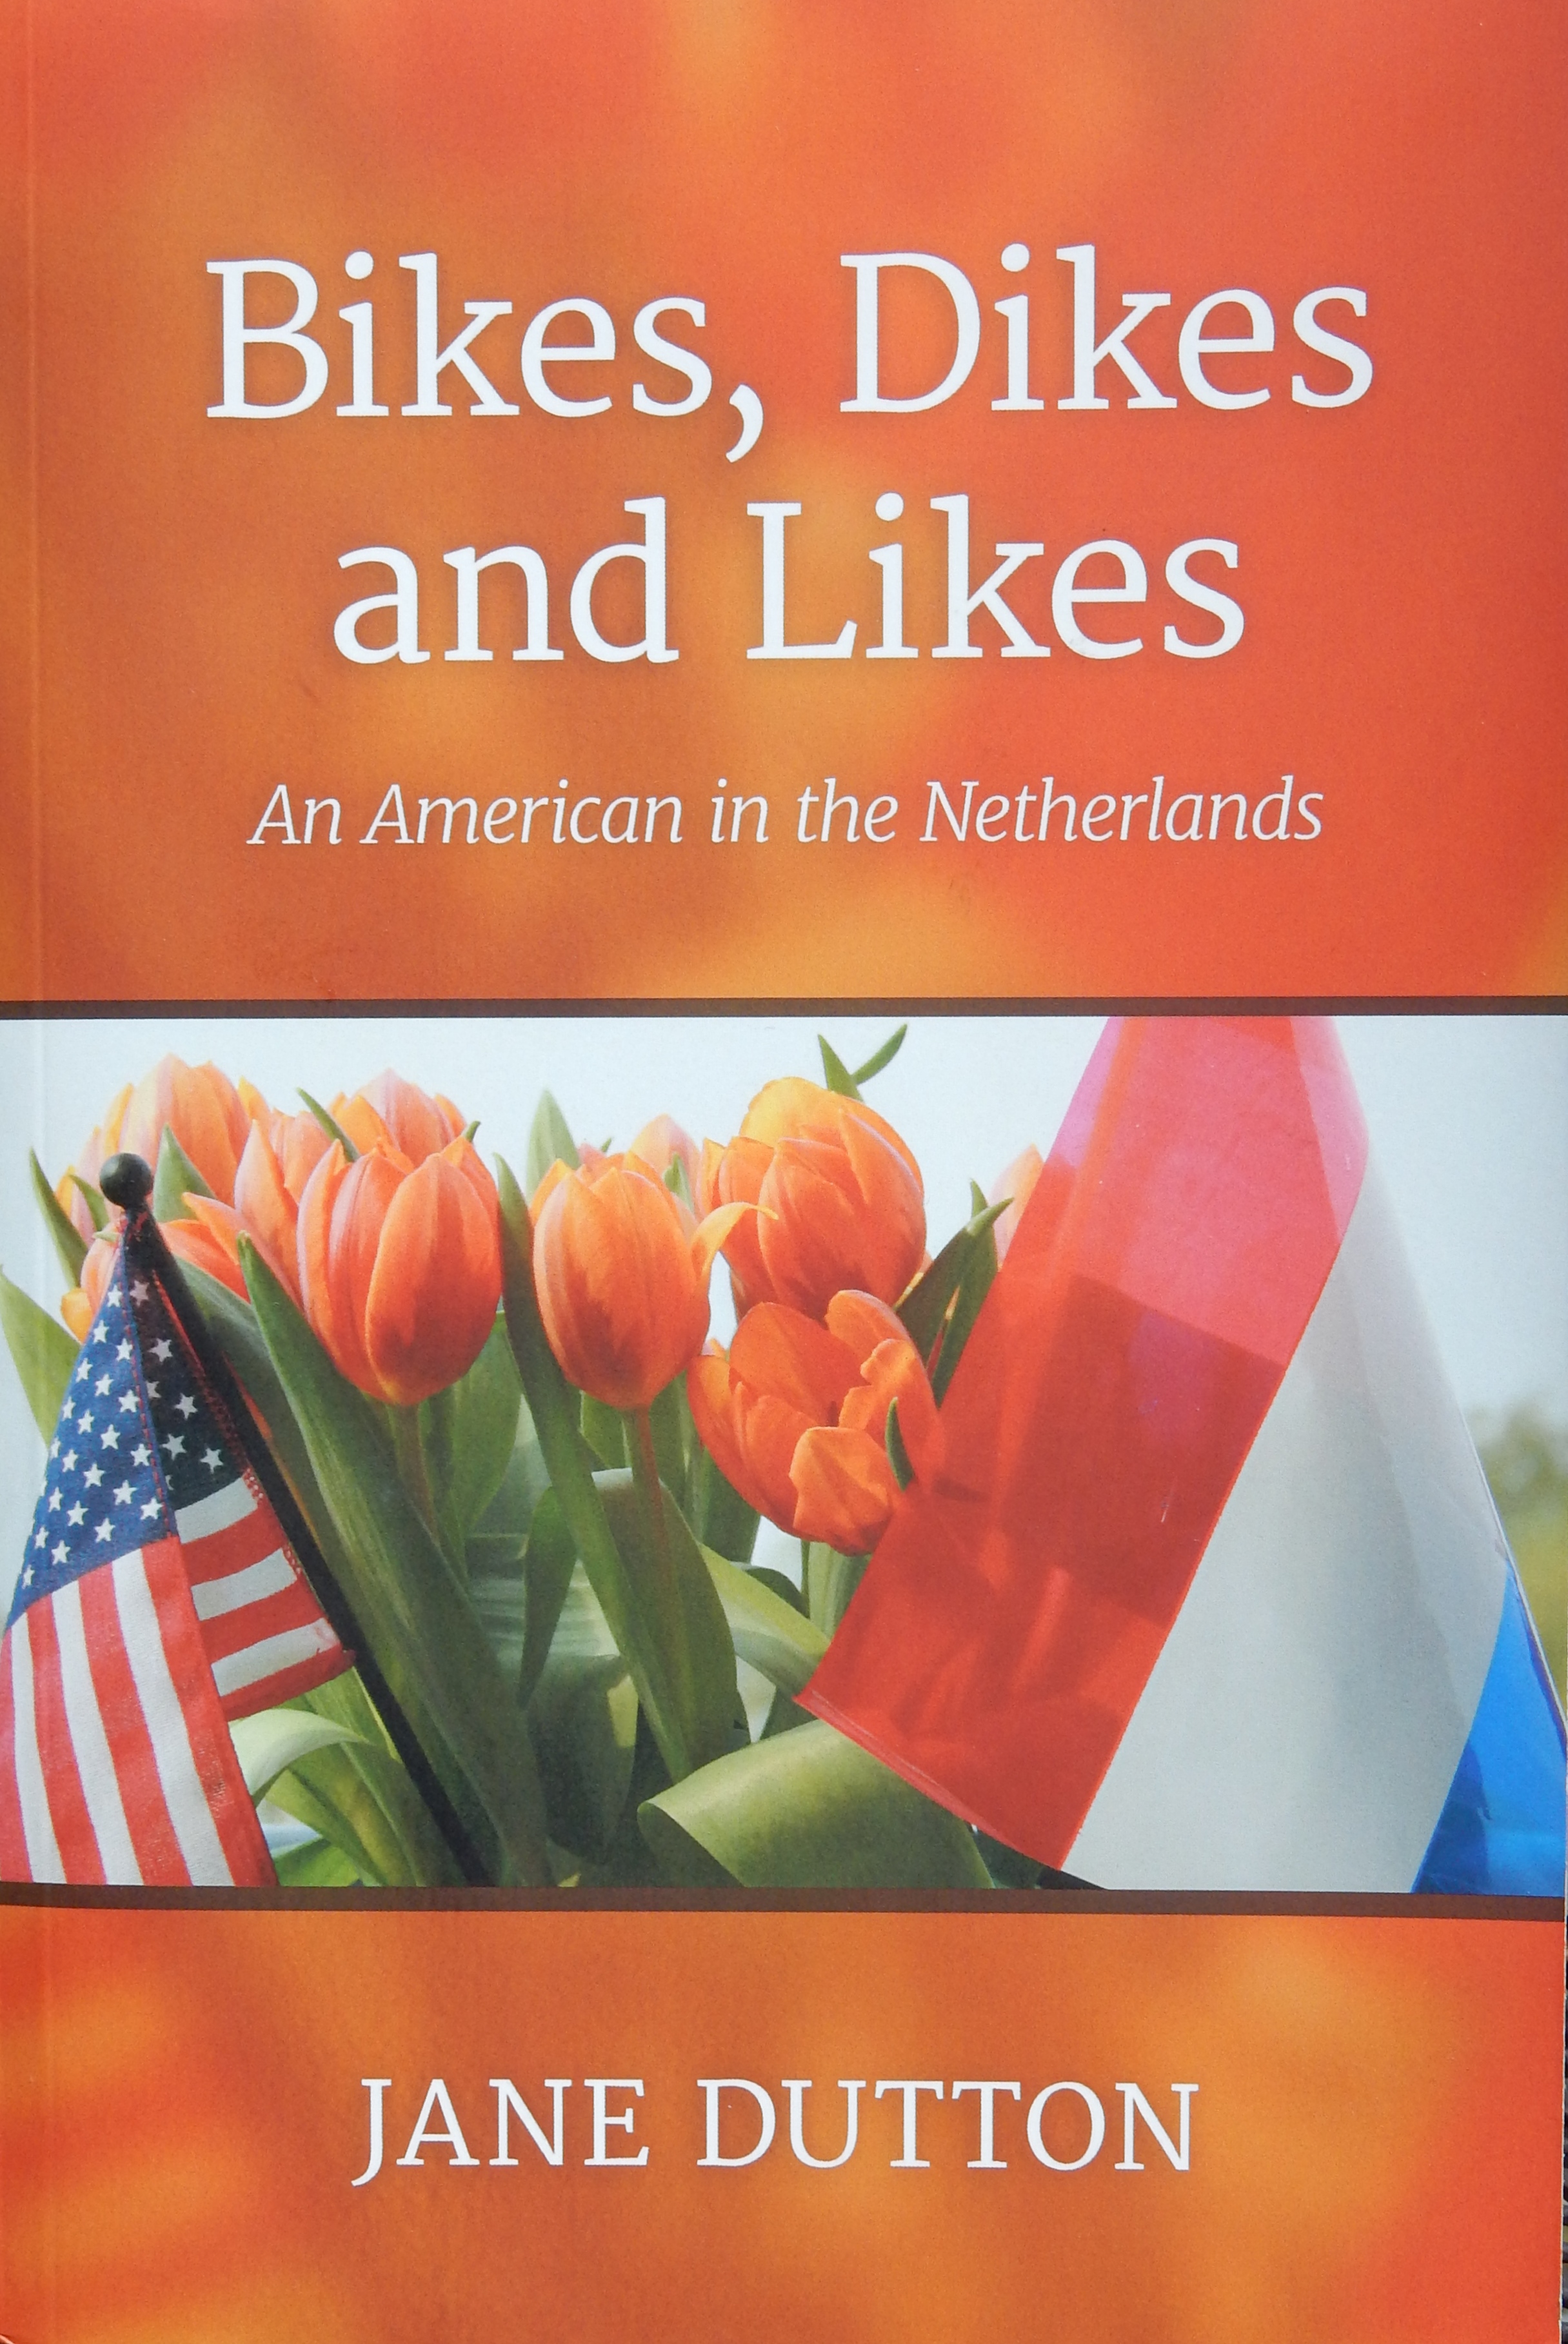 Bikes, Dikes
and Likes
An American in the Netherlands
JANE DUTTON